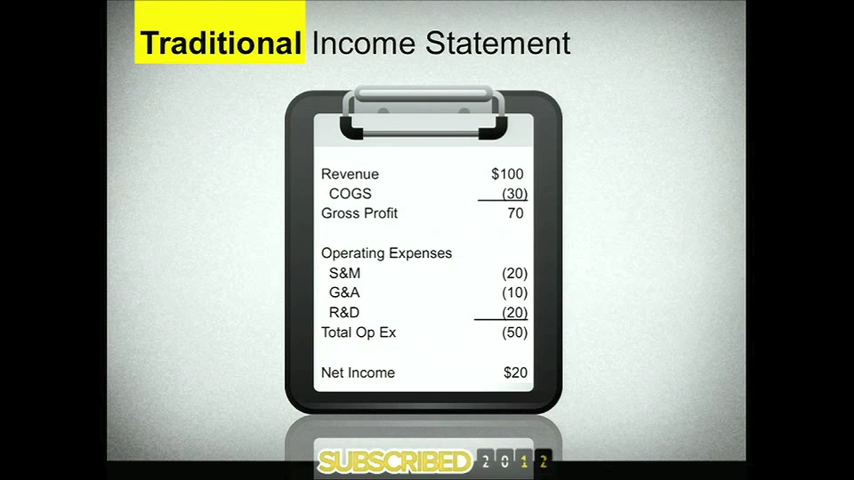 Traditional Income Statement
Revenue $100
COGS (30)
Gross Profit 70
Operating Expenses
S&M (20)
G&A (10)
R&D (20)
Total Op Ex (50)
Net Income $20
SUBSCRIBED 2012